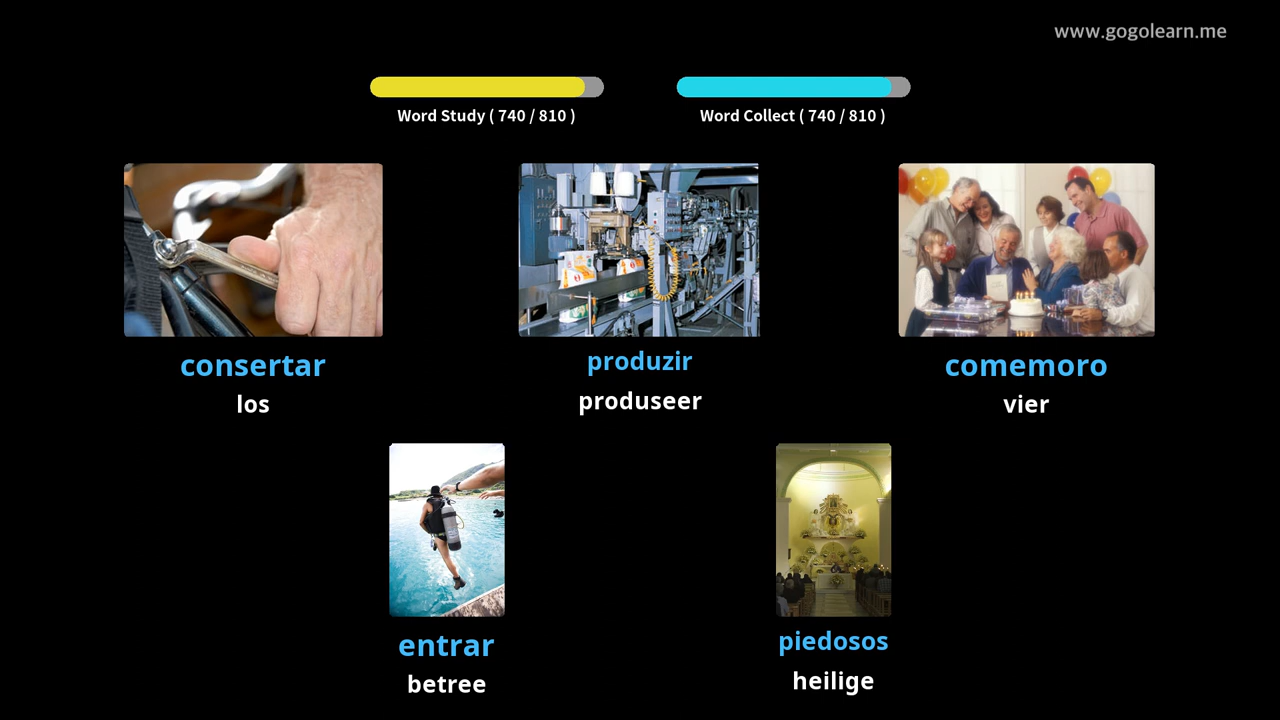 www.gogolearn.me
Word Study ( 740 / 810 )
Word Collect ( 740 / 810 )
consertar
los
produzir
produseer
comemoro
vier
entrar
betree
piedosos
heilige